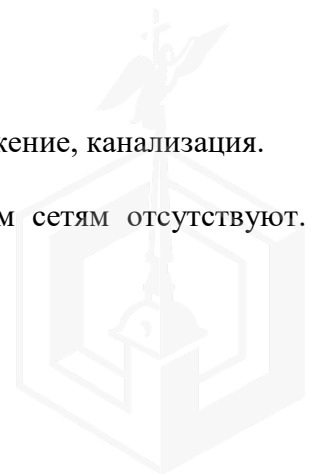 жение, канализация.
м сетям отсутствуют.